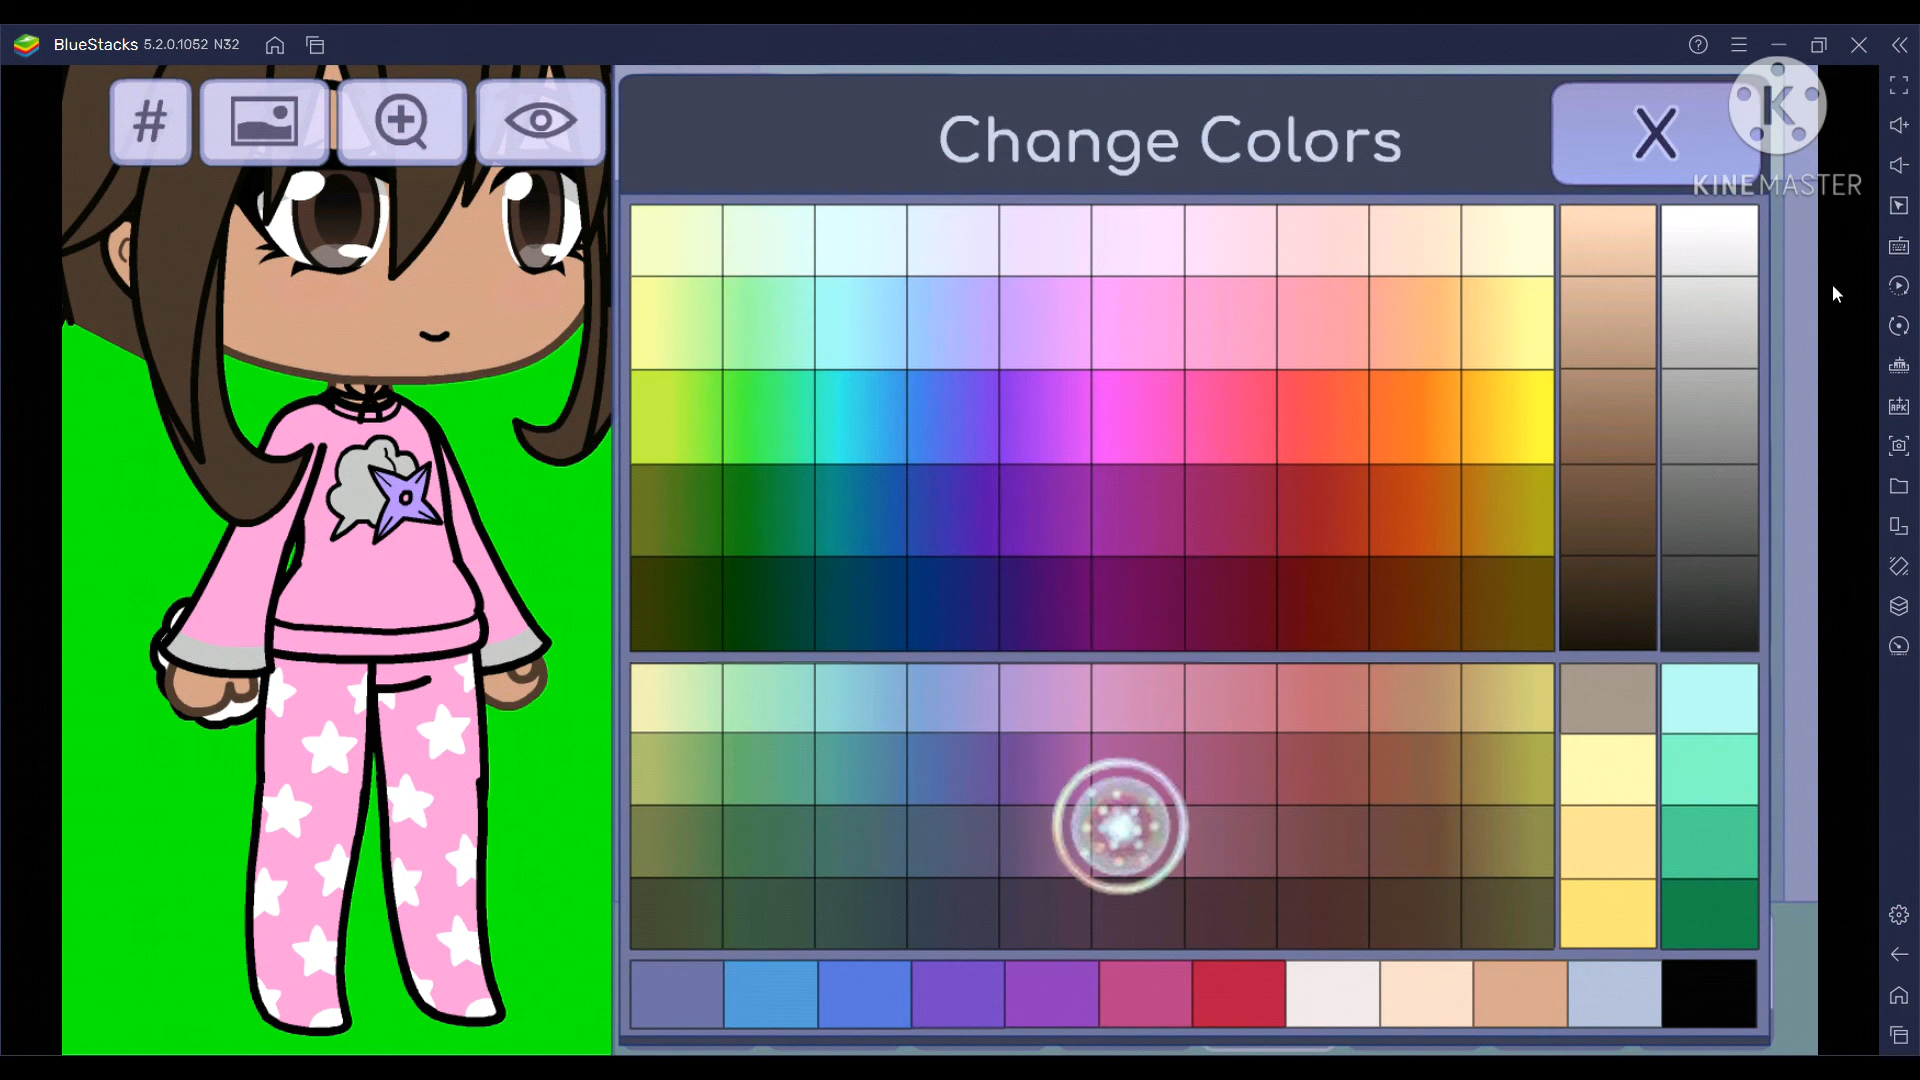 BlueStacks 5.2.0.1052 N32
#
Change Colors
X
K
KINEMASTER